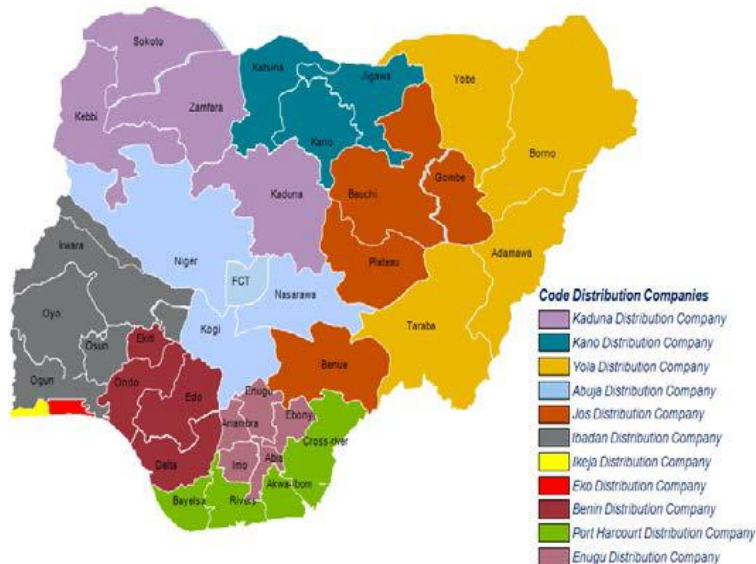 Sokoto
Katsina
Jigawa
Yobe
Kebbi
Zamfara
Kano
Borno
Kaduna
Bauchi
Gombe
Adamawa
Niger
Plateau
kwara
FCT
Nasarawa
Taraba
Oyo
Kogi
Osun
Ekiti
Benue
Ogun
Ondo
Edo
Enugu
Anambra
Ebony
Cross-river
Delta
Imo
Abia
Akwa-Ibom
Bayelsa
Rivers
Code Distribution Companies
Kaduna Distribution Company
Kano Distribution Company
Yola Distribution Company
Abuja Distribution Company
Jos Distribution Company
Ibadan Distribution Company
Ikeja Distribution Company
Eko Distribution Company
Benin Distribution Company
Port Harcourt Distribution Company
Enugu Distribution Company